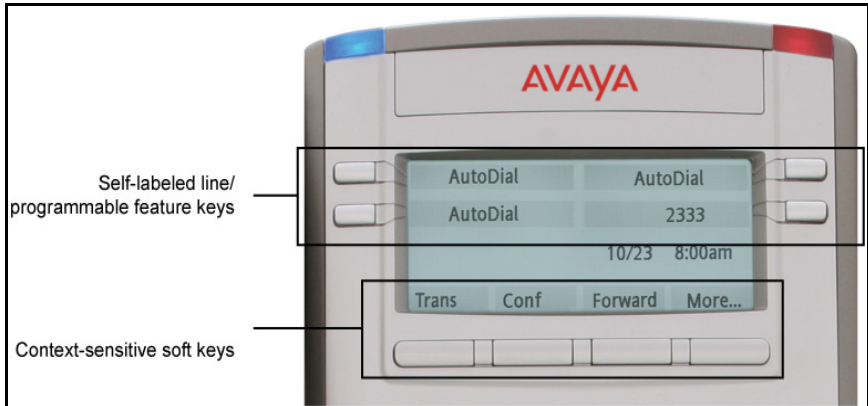 AVAYA
Self-labeled line/
programmable feature keys
AutoDial AutoDial
AutoDial 2333
10/23 8:00am
Trans Conf Forward More...
Context-sensitive soft keys